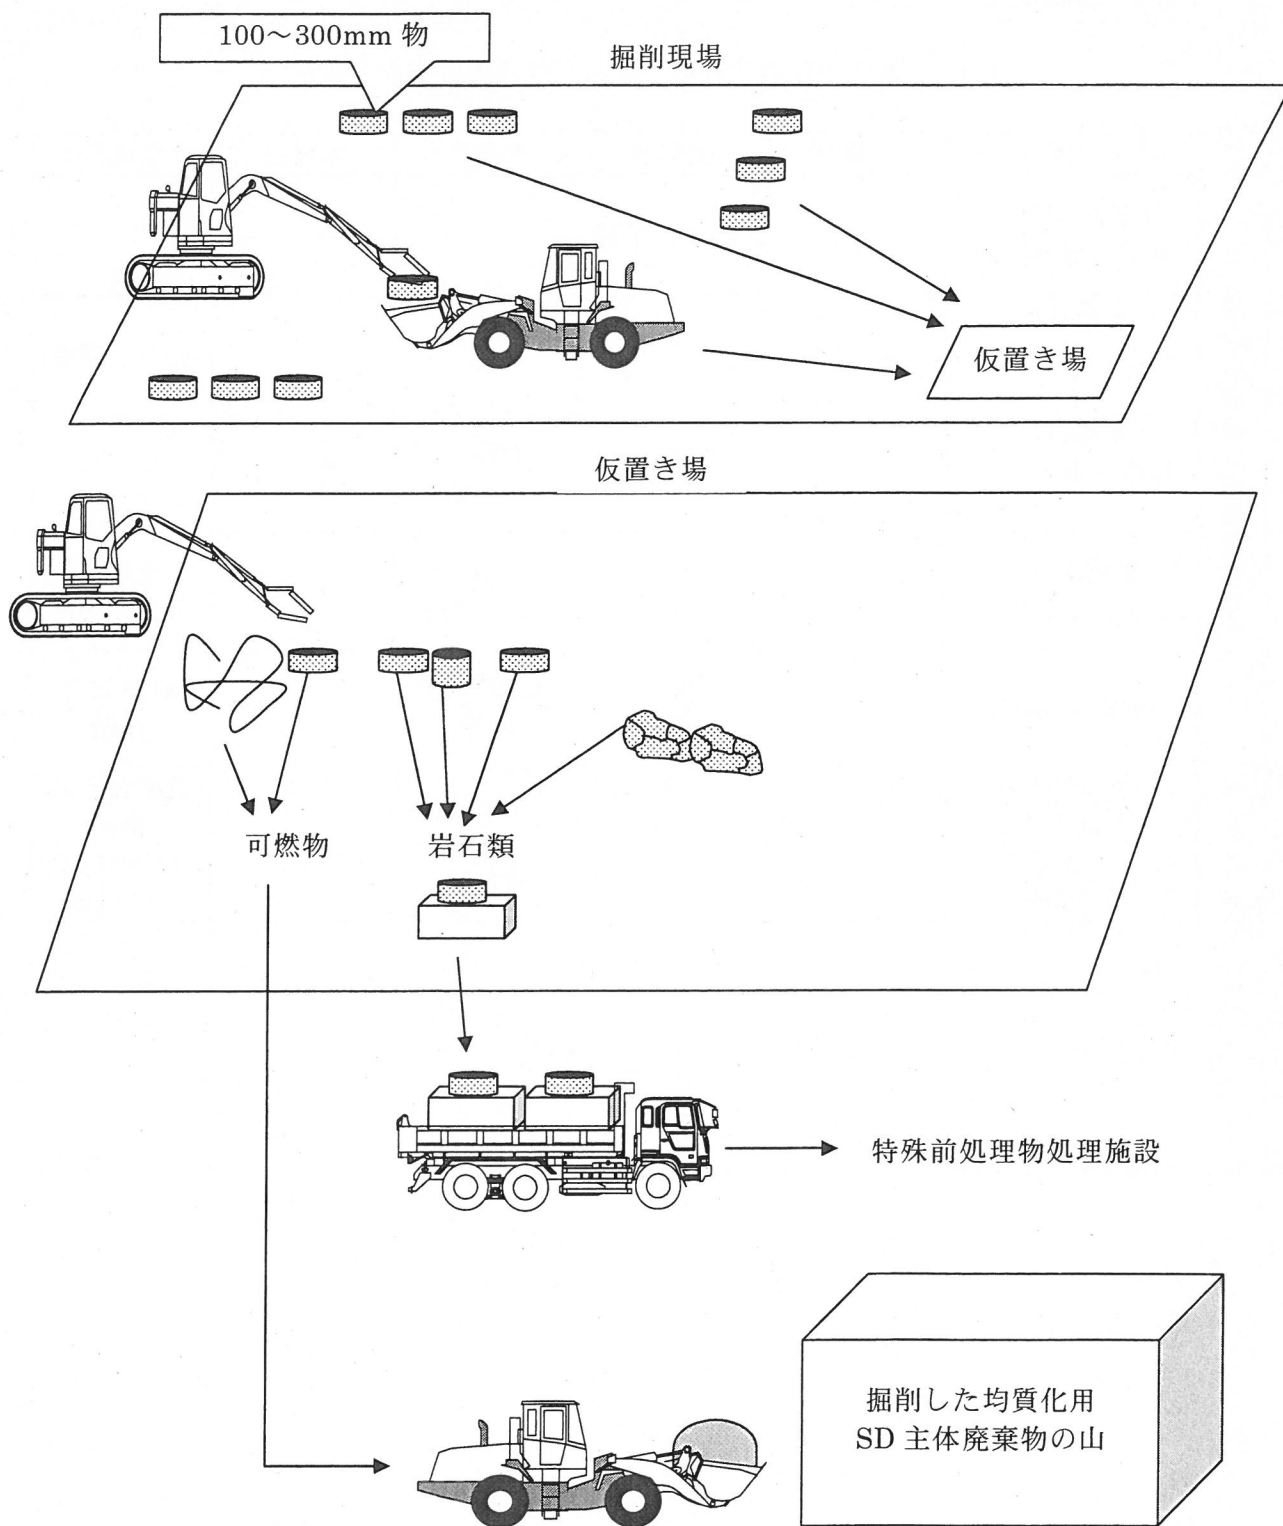 100～300mm 物
掘削現場
仮置き場
仮置き場
可燃物
岩石類
特殊前処理物処理施設
掘削した均質化用
SD 主体廃棄物の山